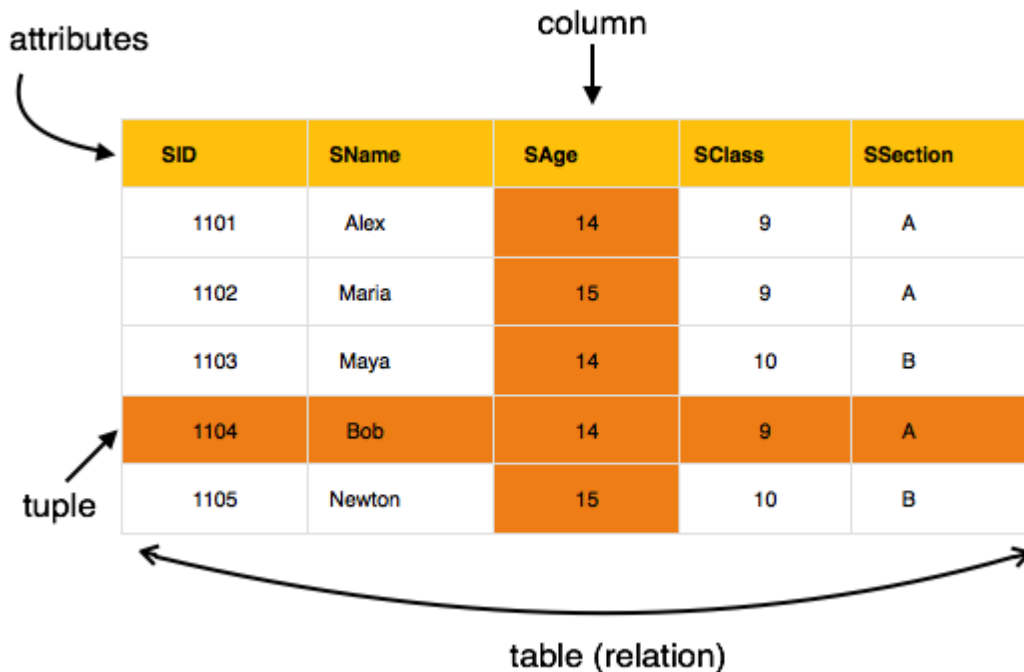 attributes
column
SID SName SAge SClass SSection
1101 Alex 14 9 A
1102 Maria 15 9 A
1103 Maya 14 10 B
1104 Bob 14 9 A
tuple
1105 Newton 15 10 B
table (relation)